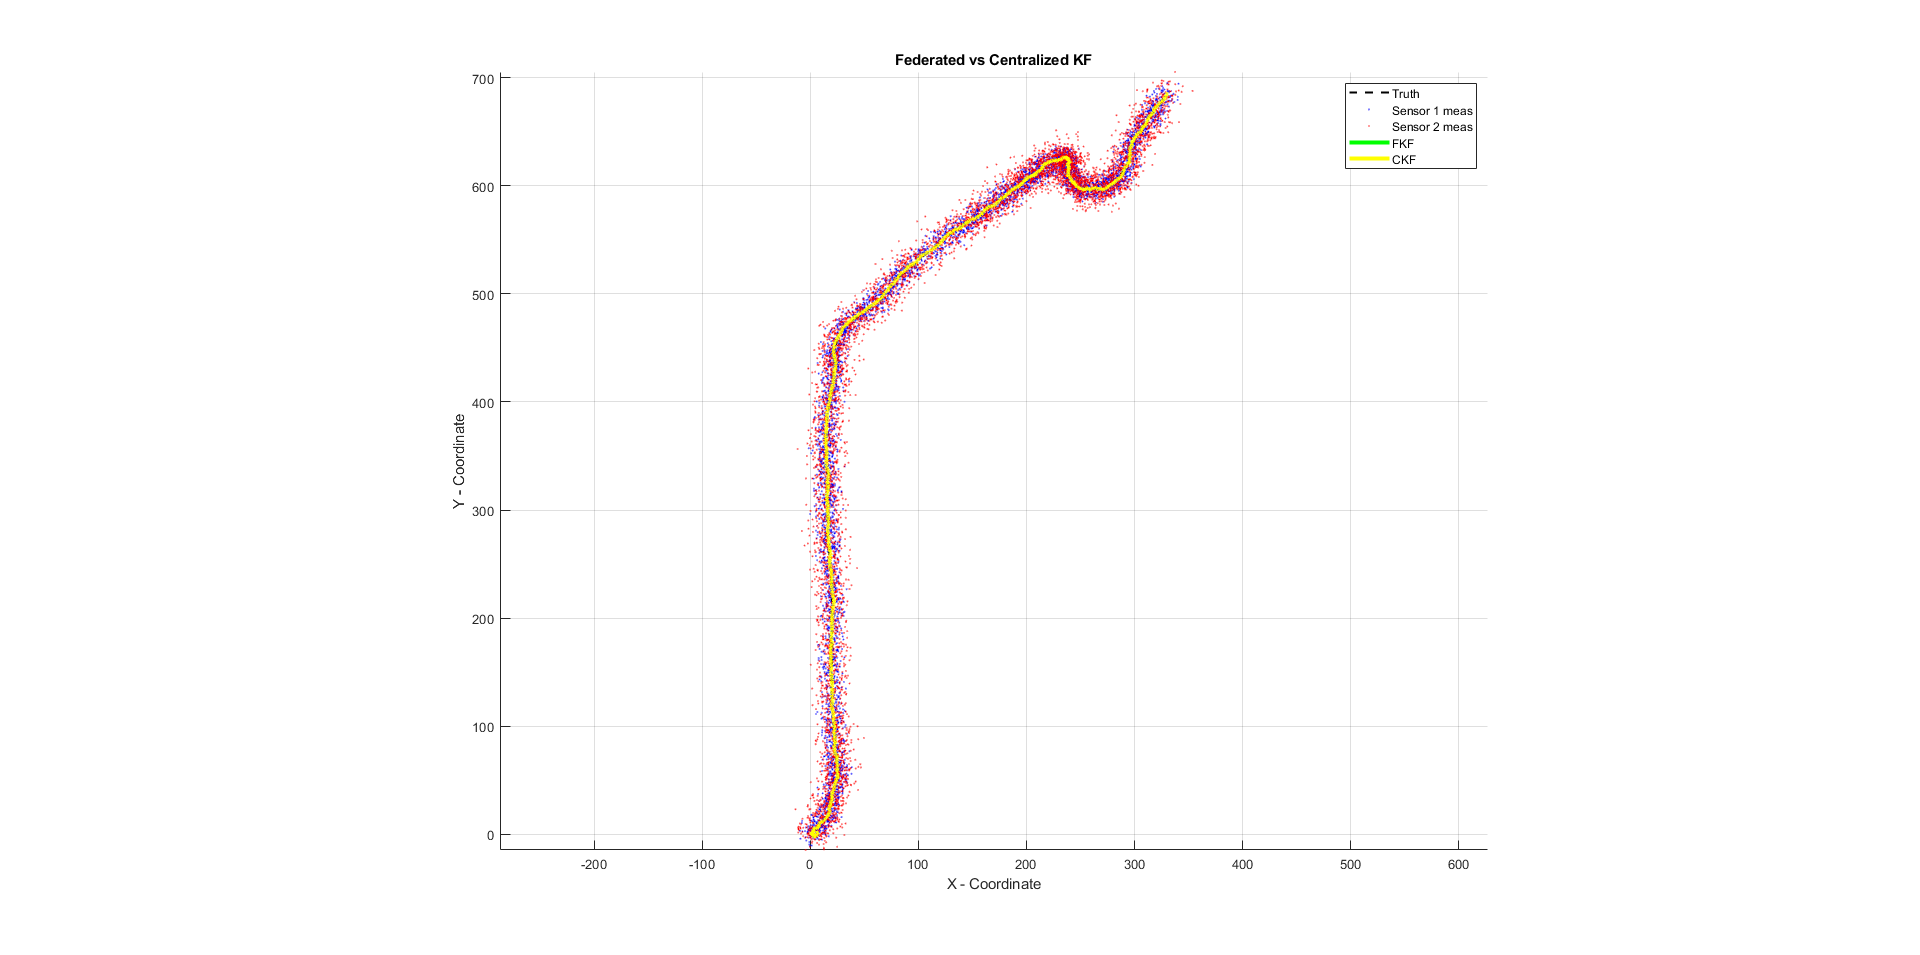 Federated vs Centralized KF
700
600
500
400
300
200
100
0
Y - Coordinate
-200 -100 0 100 200 300 400 500 600
X - Coordinate
Truth
Sensor 1 meas
Sensor 2 meas
FKF
CKF